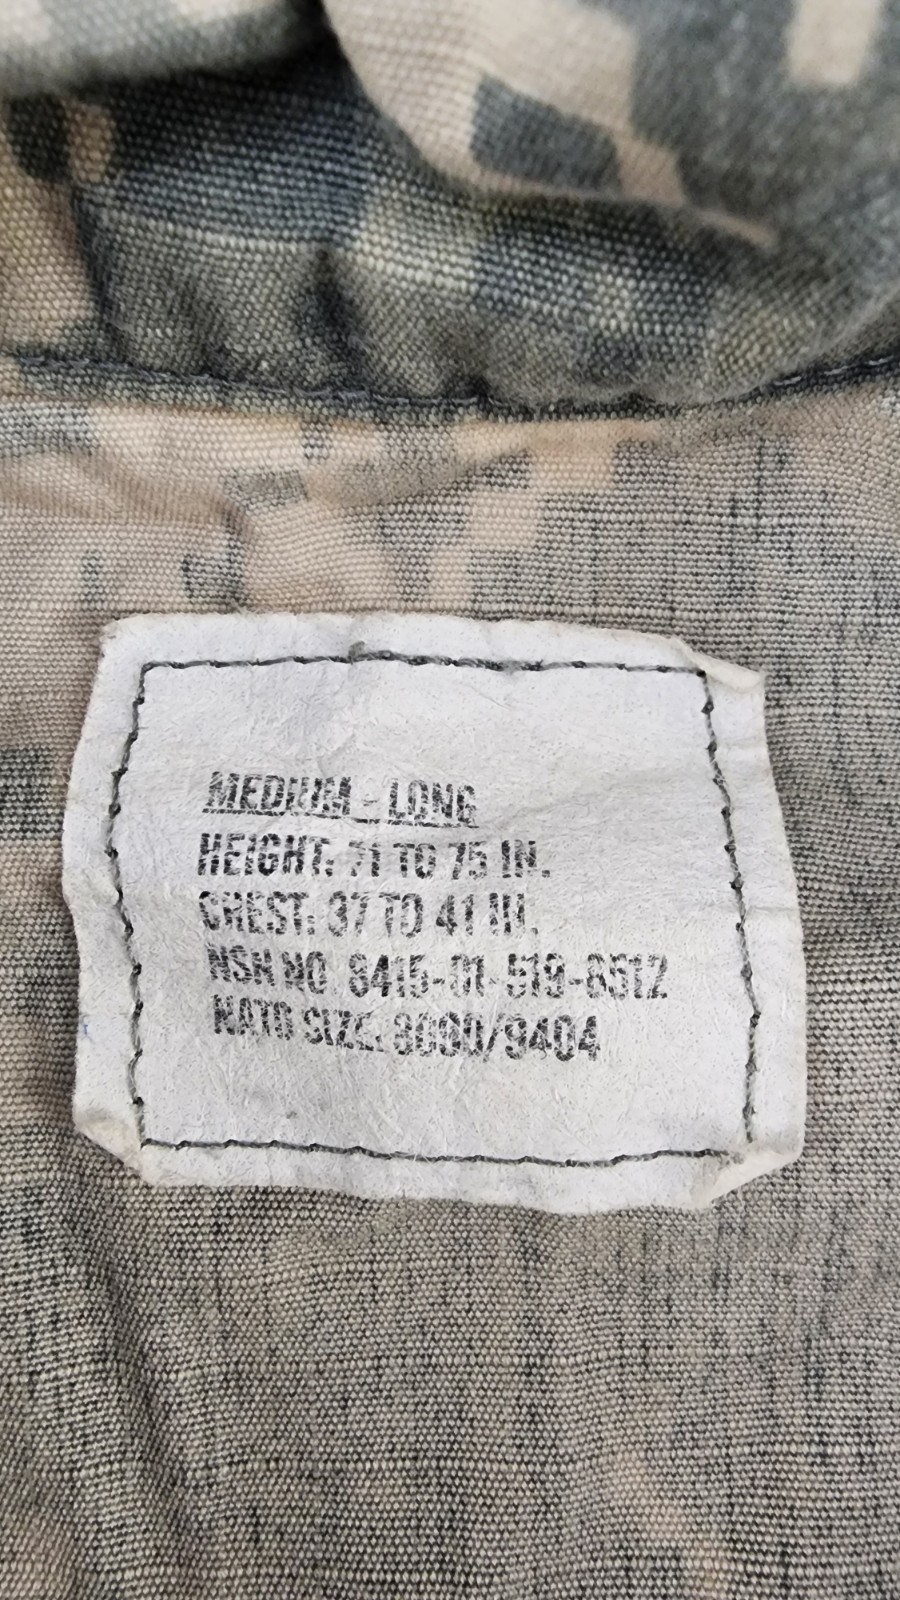 MEDIUM - LONG
HEIGHT: 71 TO 75 IN.
CHEST: 37 TO 41 IN.
NSN NO. 8415-01-519-8512
NATO SIZE: 8090/9404